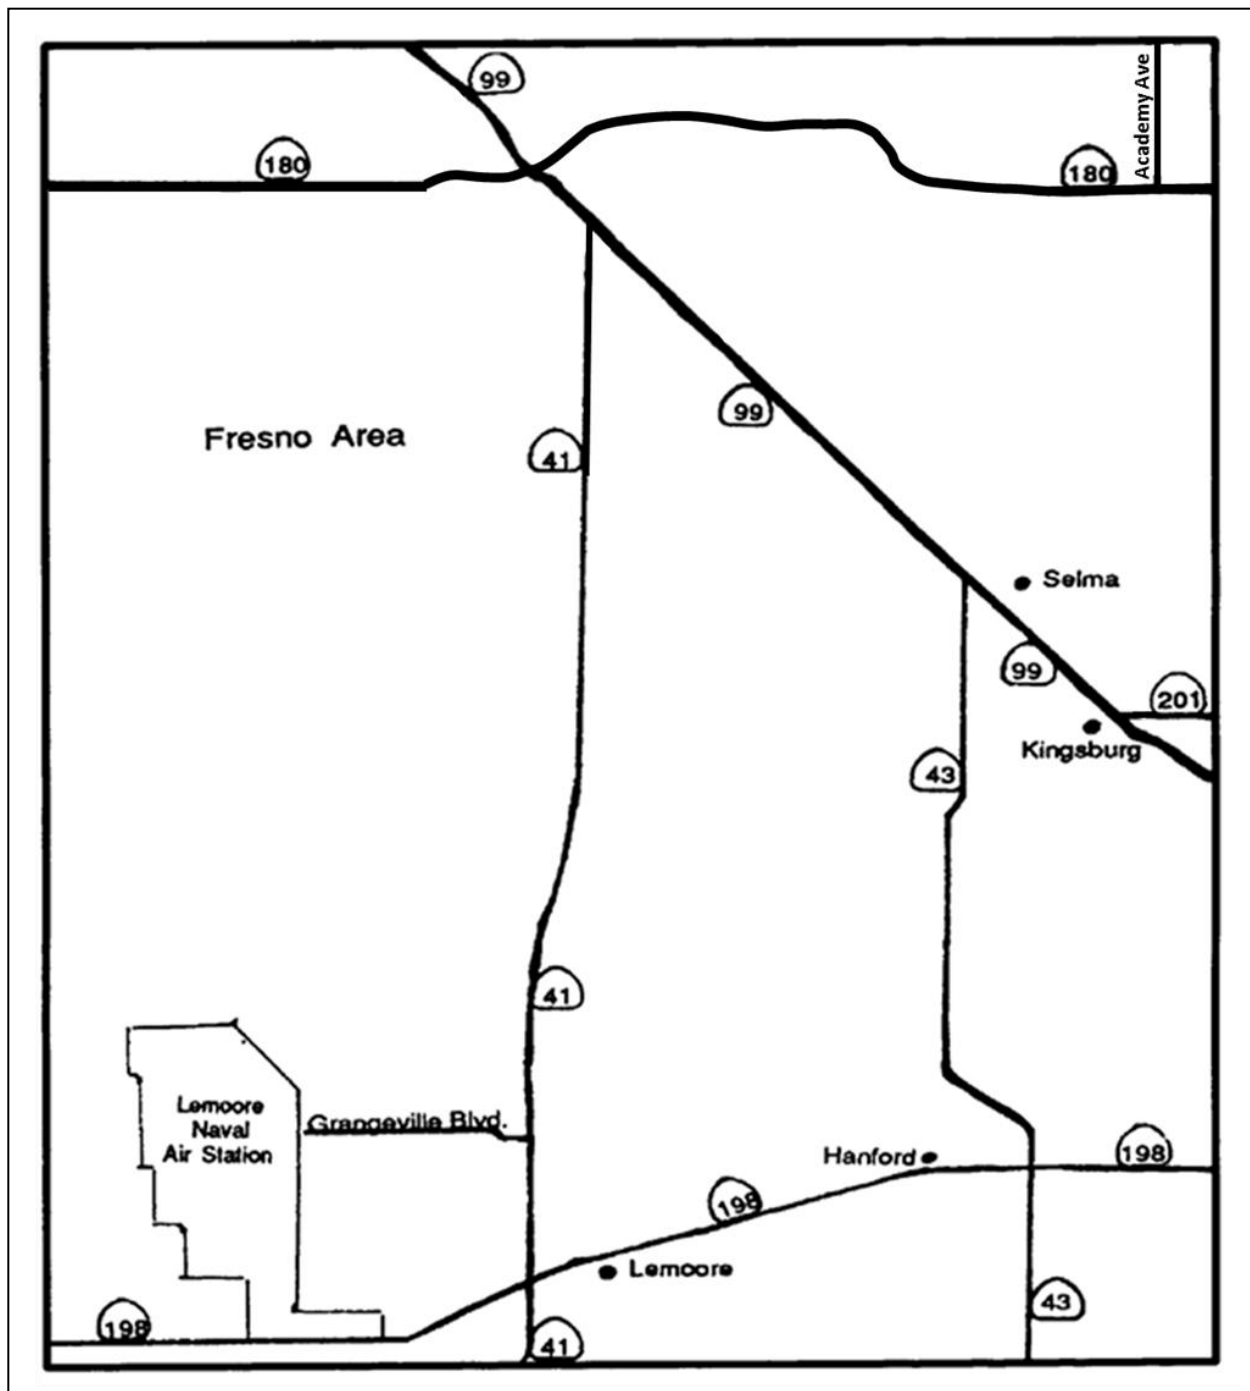 99
Academy Ave
180
180
99
Fresno Area
41
Selma
99
201
Kingsburg
43
41
Lemoore
Naval
Air Station
Grangeville Blvd.
Hanford
198
198
Lemoore
198
43
41